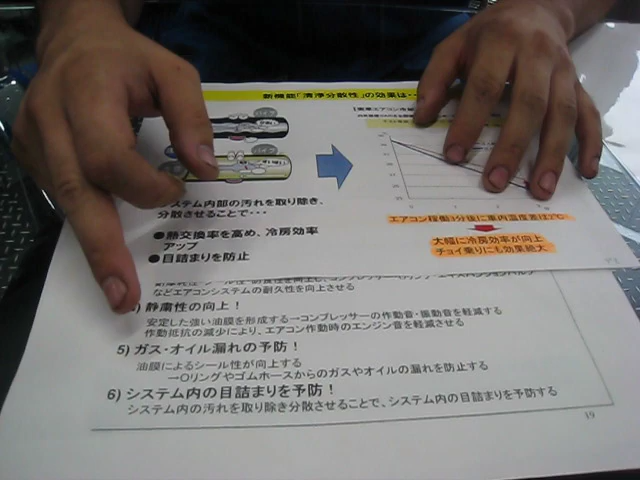 新機能「清浄分散性」の効果は・・
システム内部の汚れを取り除き、
分散させることで・・・
●熱交換率を高め、冷房効率
アップ
●目詰まりを防止
エアコン稼働3分後に車内温度差は2℃
大幅に冷房効率が向上
チョイ乗りにも効果絶大
などエアコンシステムの耐久性を向上させる
静粛性の向上！
安定した強い油膜を形成する→コンプレッサーの作動音・振動音を軽減する
作動抵抗の減少により、エアコン作動時のエンジン音を軽減させる
5) ガス・オイル漏れの予防！
油膜によるシール性が向上する
→Oリングやゴムホースからのガスやオイルの漏れを防止する
6) システム内の目詰まりを予防！
システム内の汚れを取り除き分散させることで、システム内の目詰まりを予防する
19